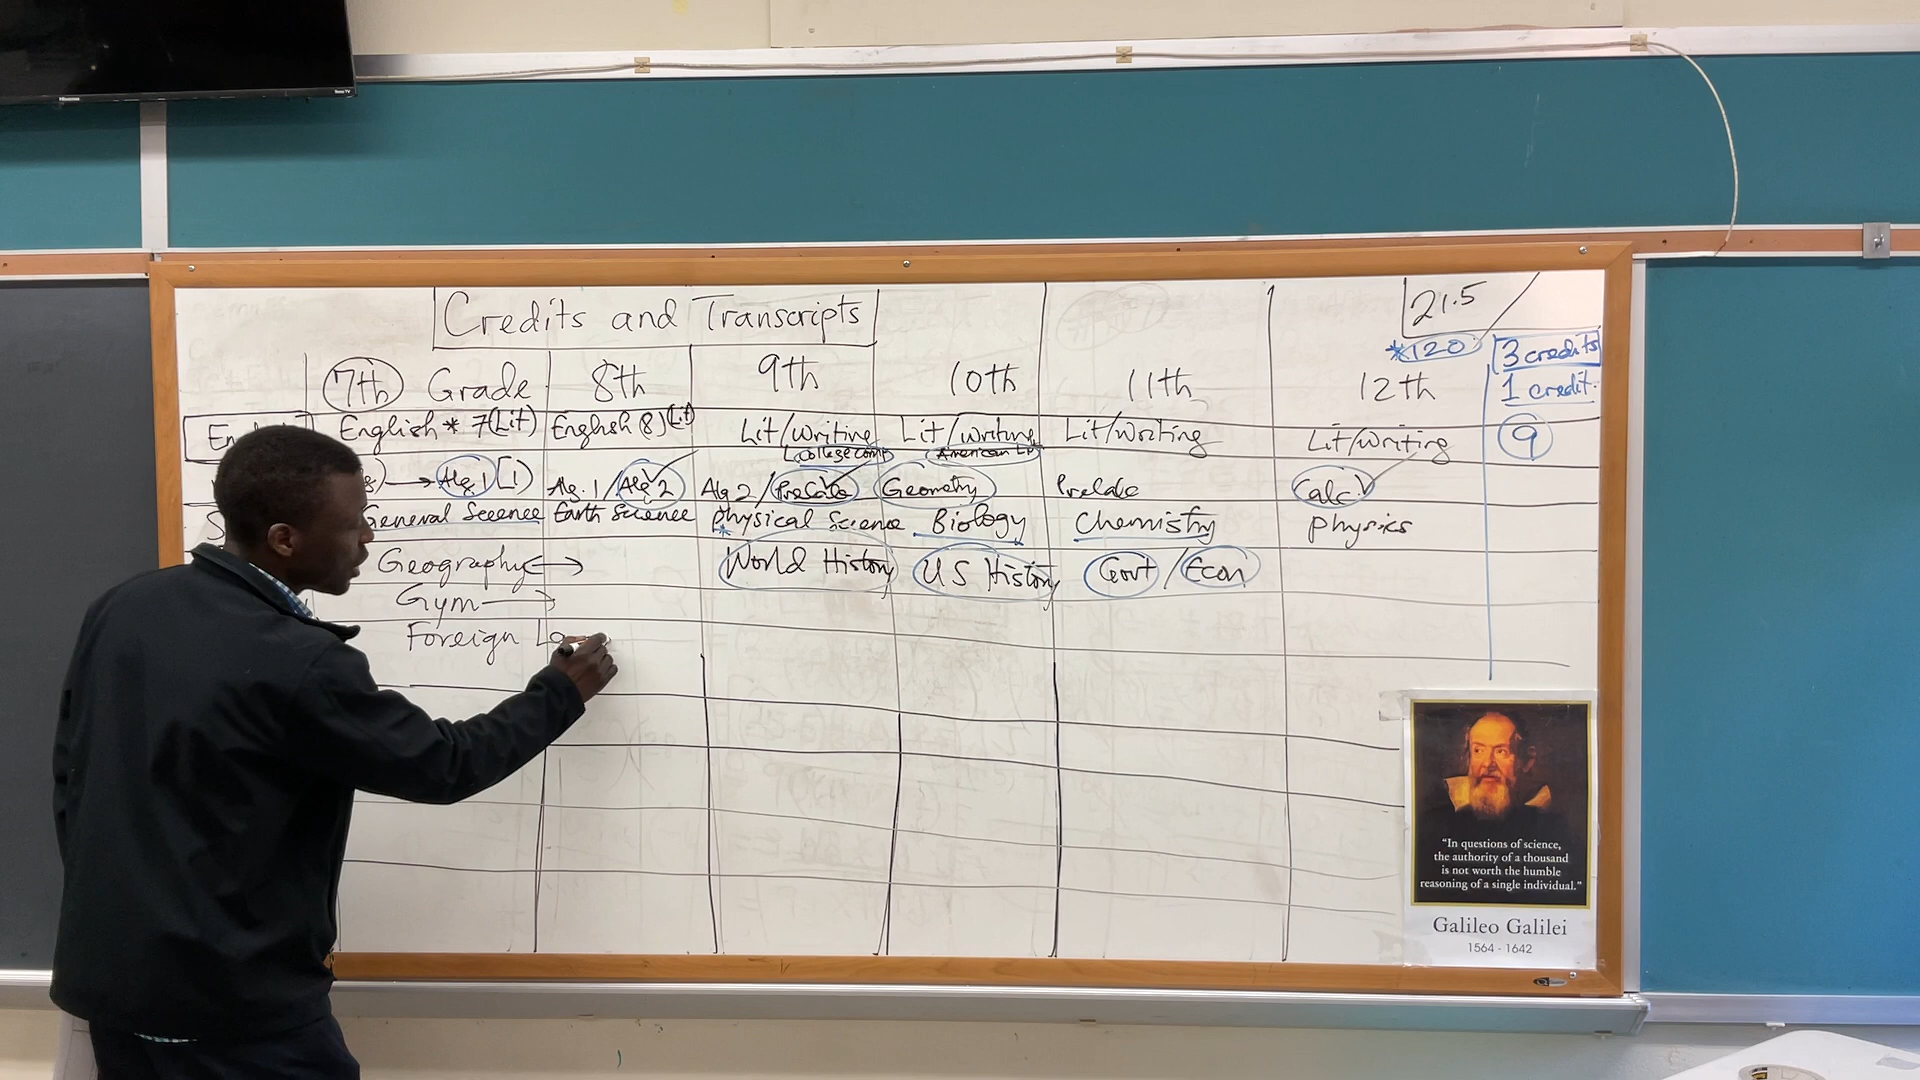 Hisense
Roku TV
Credits and Transcripts
21.5
*120
3 credits
1 credit.
7th Grade 8th 9th 10th 11th 12th
English * 7(Lit) English (8)(Lit) Lit/Writing Lit/Writing Lit/Writing Lit/Writing 9
College comp American Lit
→ Alg. 1 [1) Alg. 1/Alg 2 Alg 2/Precalc Geometry Precalc Calc.
General Science Earth Science Physical Science Biology Chemistry physics
Geography ↔ * World History US History Govt / Econ
Gym →
Foreign La
"In questions of science,
the authority of a thousand
is not worth the humble
reasoning of a single individual."
Galileo Galilei
1564 - 1642